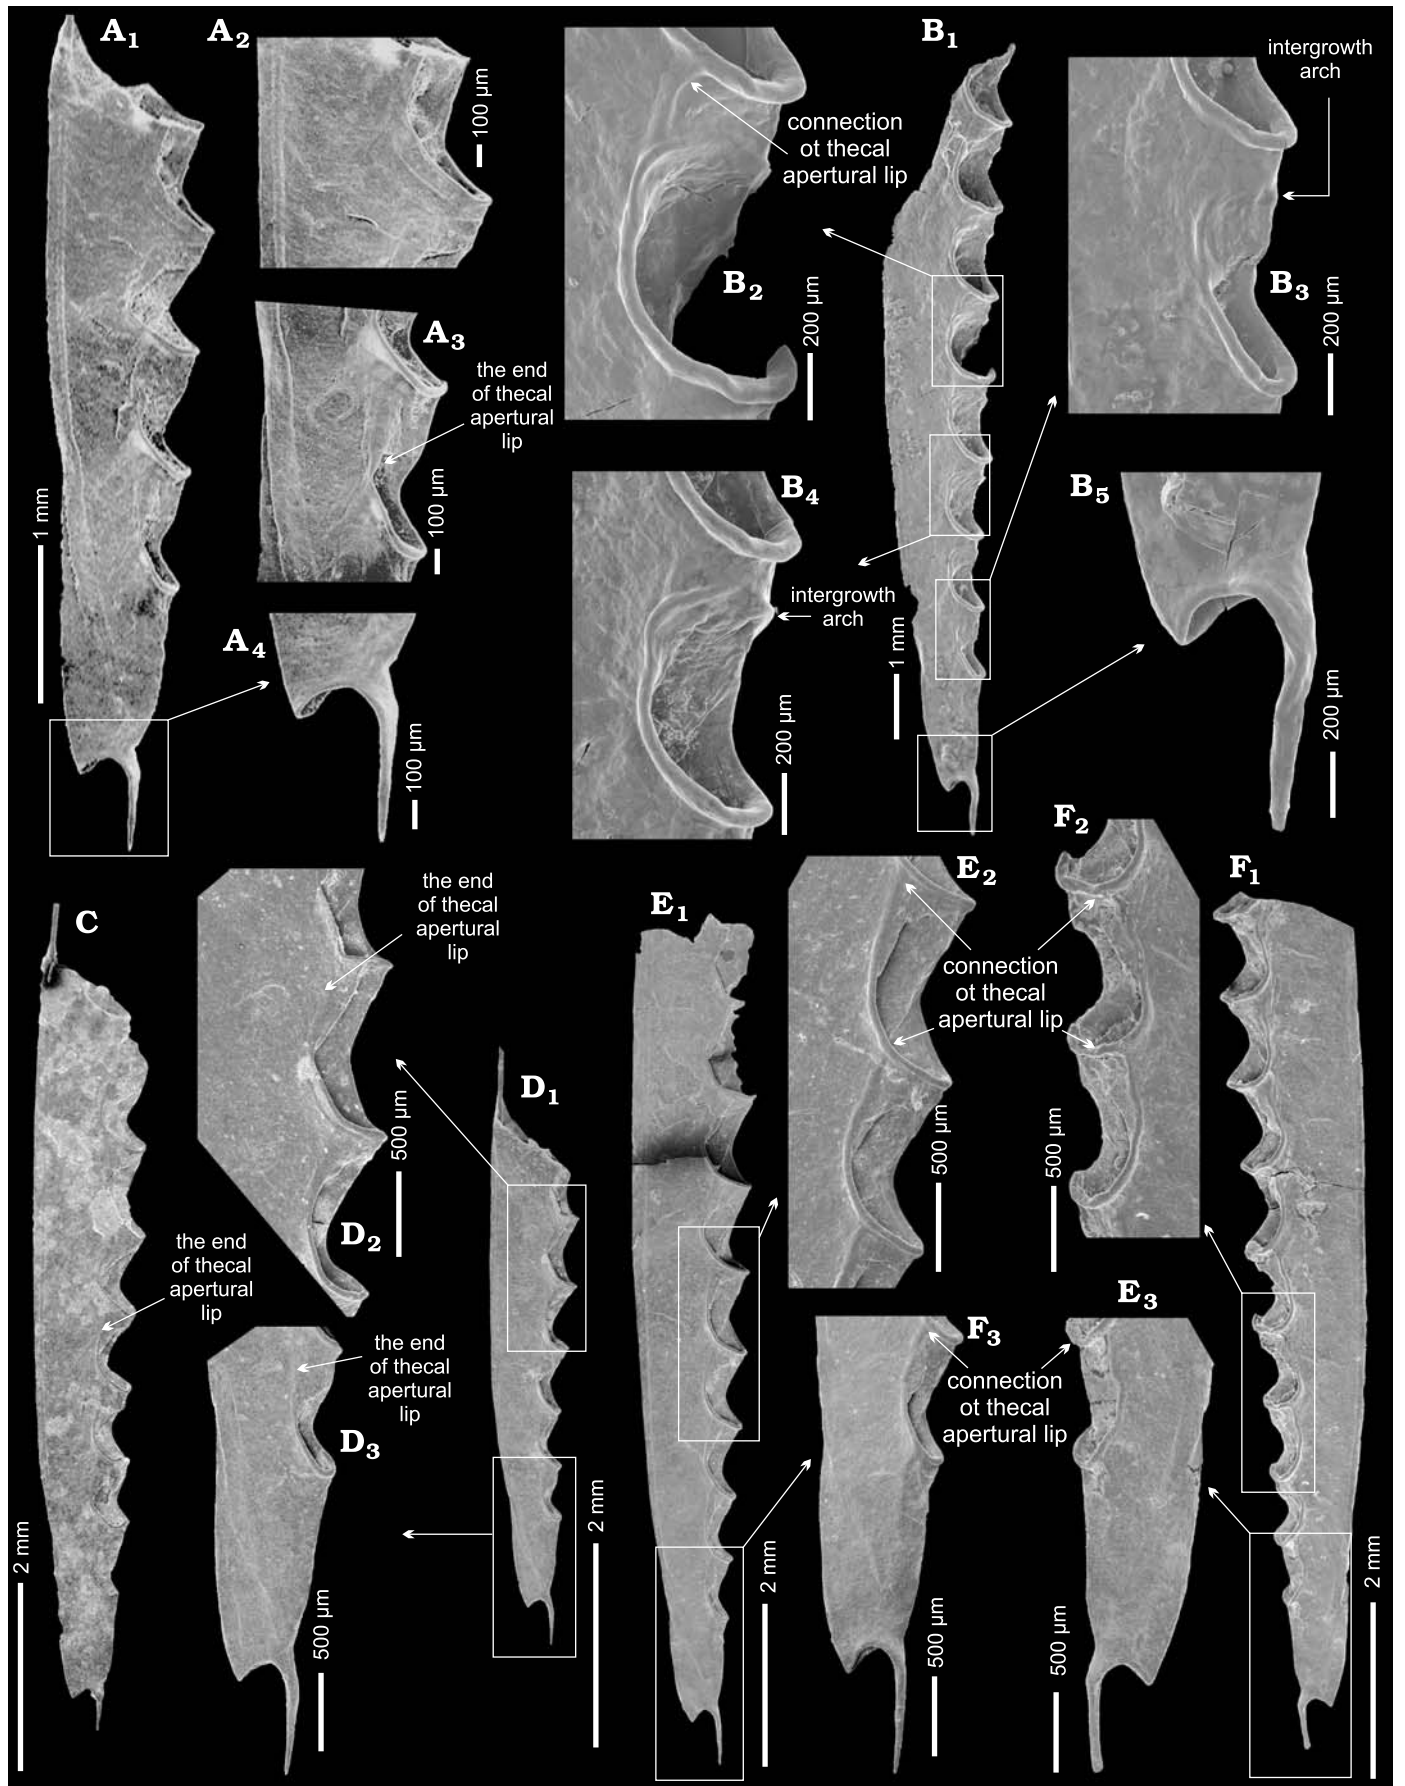 A1
A2
100 µm
connection
ot thecal
apertural lip
B1
intergrowth
arch
B2
200 µm
B3
200 µm
A3
the end
of thecal
apertural
lip
100 µm
1 mm
B4
intergrowth
arch
200 µm
1 mm
B5
200 µm
A4
100 µm
C
the end
of thecal
apertural
lip
the end
of thecal
apertural
lip
2 mm
D2
500 µm
D1
the end
of thecal
apertural
lip
D3
500 µm
2 mm
E1
E2
connection
ot thecal
apertural lip
500 µm
F2
500 µm
F1
E3
F3
connection
ot thecal
apertural lip
2 mm
500 µm
500 µm
2 mm